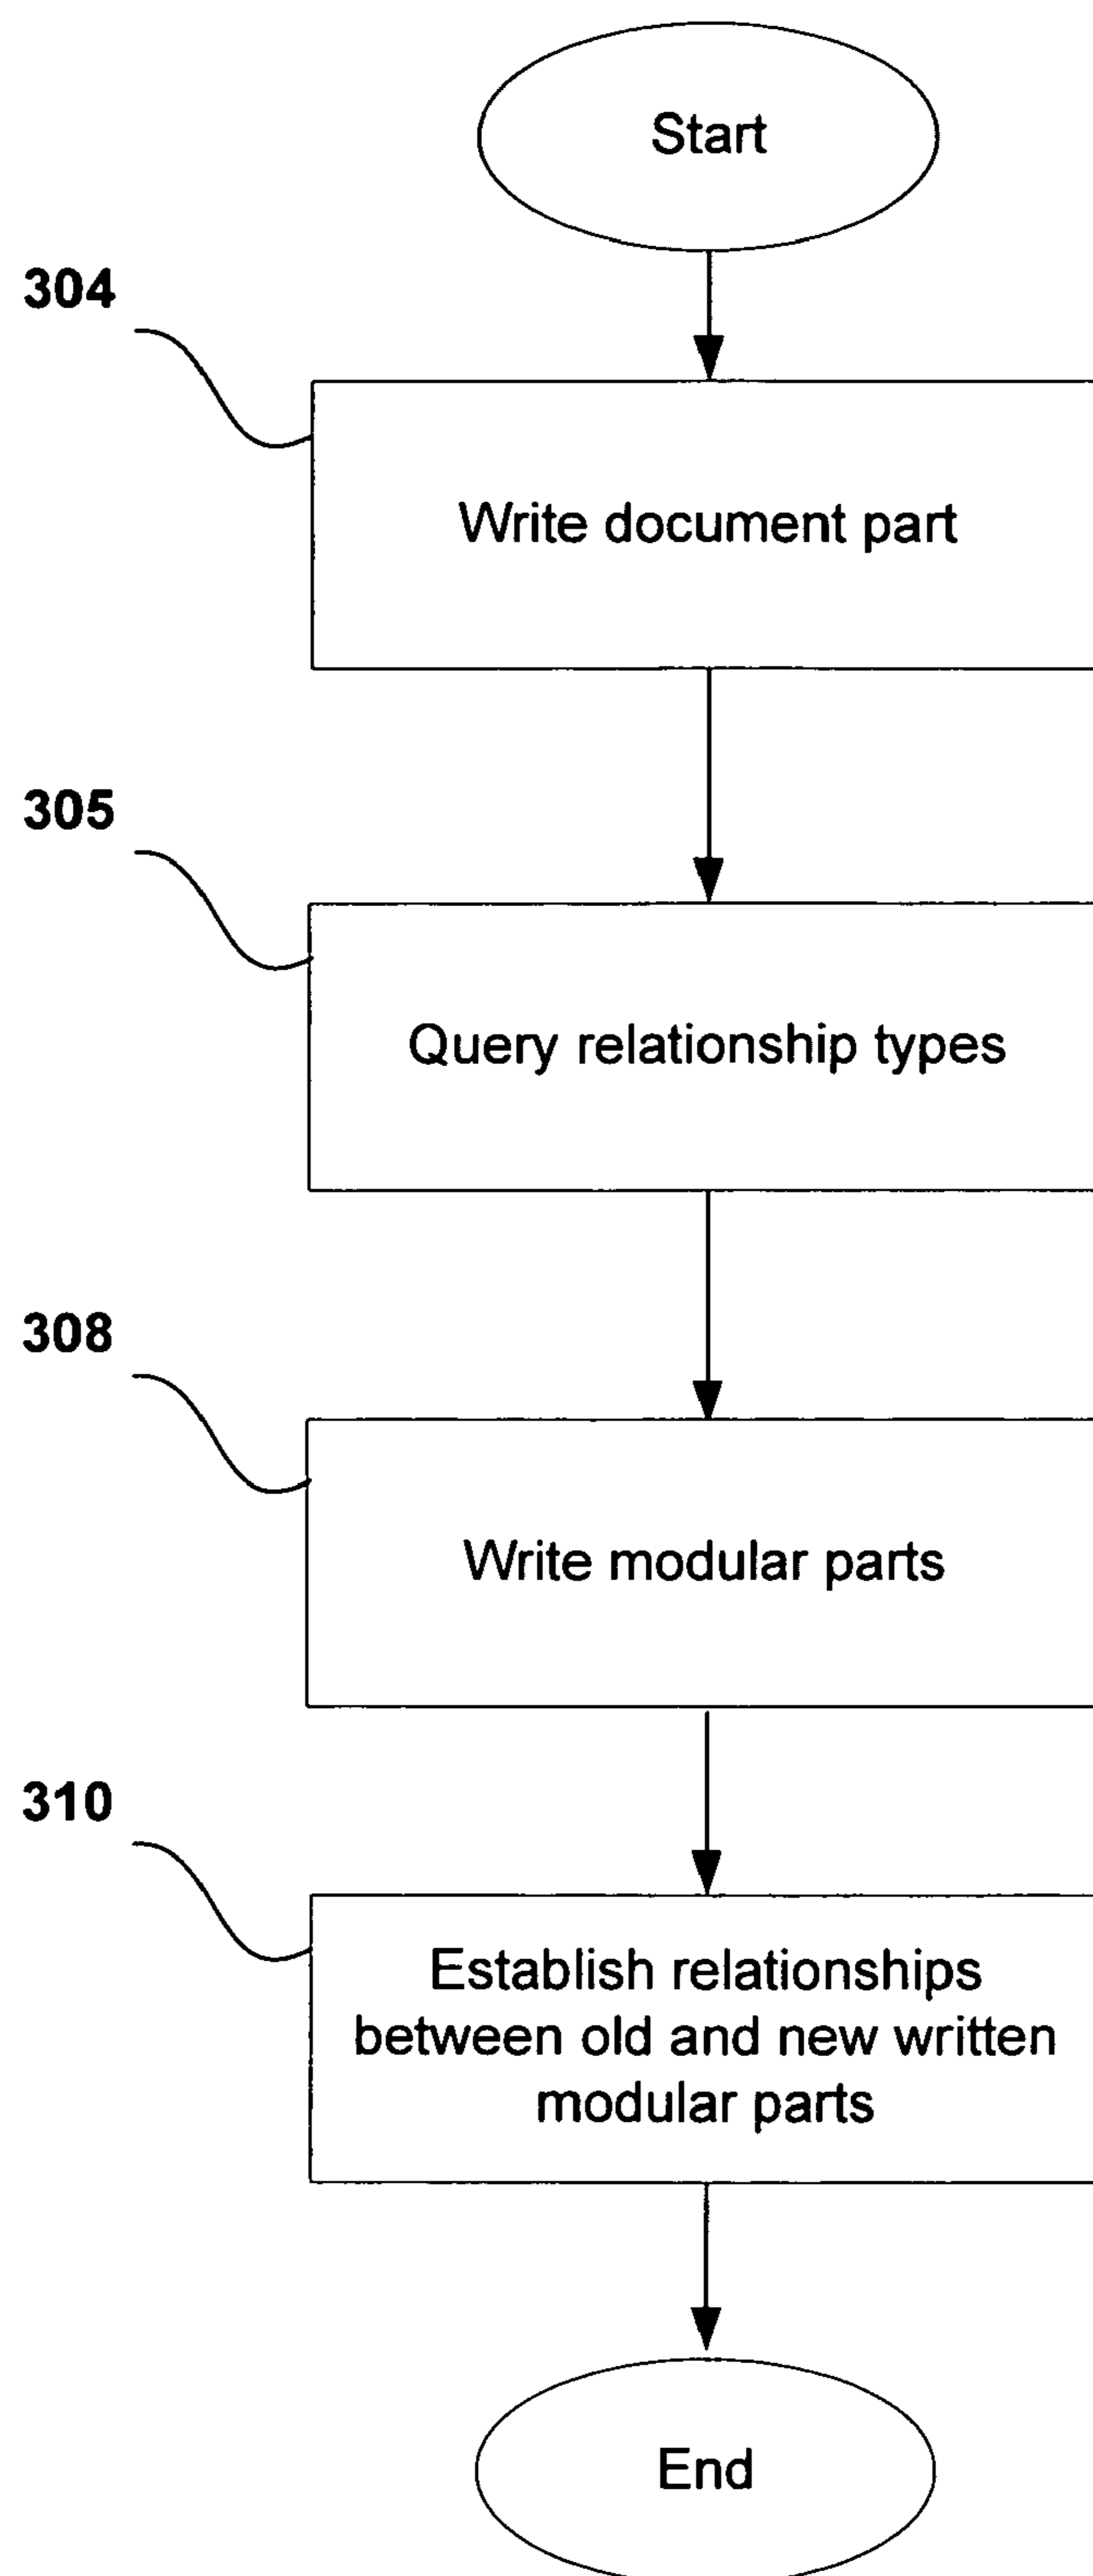 Start
304
Write document part
305
Query relationship types
308
Write modular parts
310
Establish relationships
between old and new written
modular parts
End